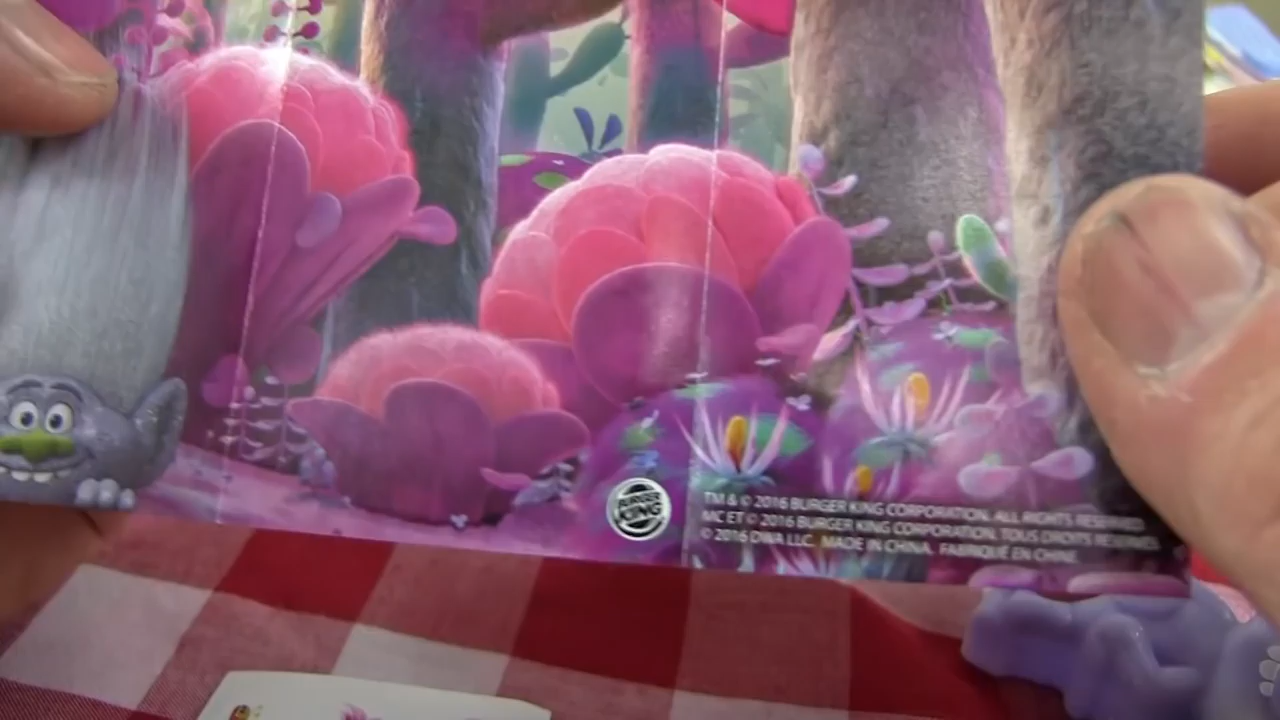 BURGER
KING
TM & © 2016 BURGER KING CORPORATION. ALL RIGHTS RESERVED.
MC ET © 2016 BURGER KING CORPORATION. TOUS DROITS RESERVES.
© 2016 DWA LLC. MADE IN CHINA. FABRIQUÉ EN CHINE.